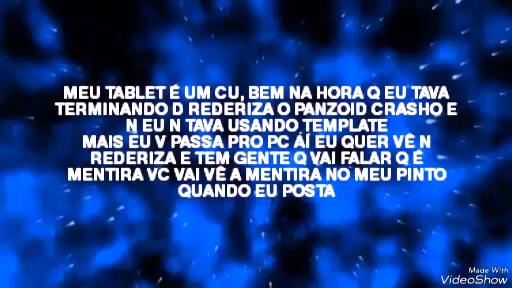 MEU TABLET É UM CU, BEM NA HORA Q EU TAVA
TERMINANDO D REDERIZA O PANZOID CRASHO E
N EU N TAVA USANDO TEMPLATE
MAIS EU V PASSA PRO PC AÍ EU QUER VÊ N
REDERIZA E TEM GENTE Q VAI FALAR Q É
MENTIRA VC VAI VÊ A MENTIRA NO MEU PINTO
QUANDO EU POSTA
Made With
VideoShow